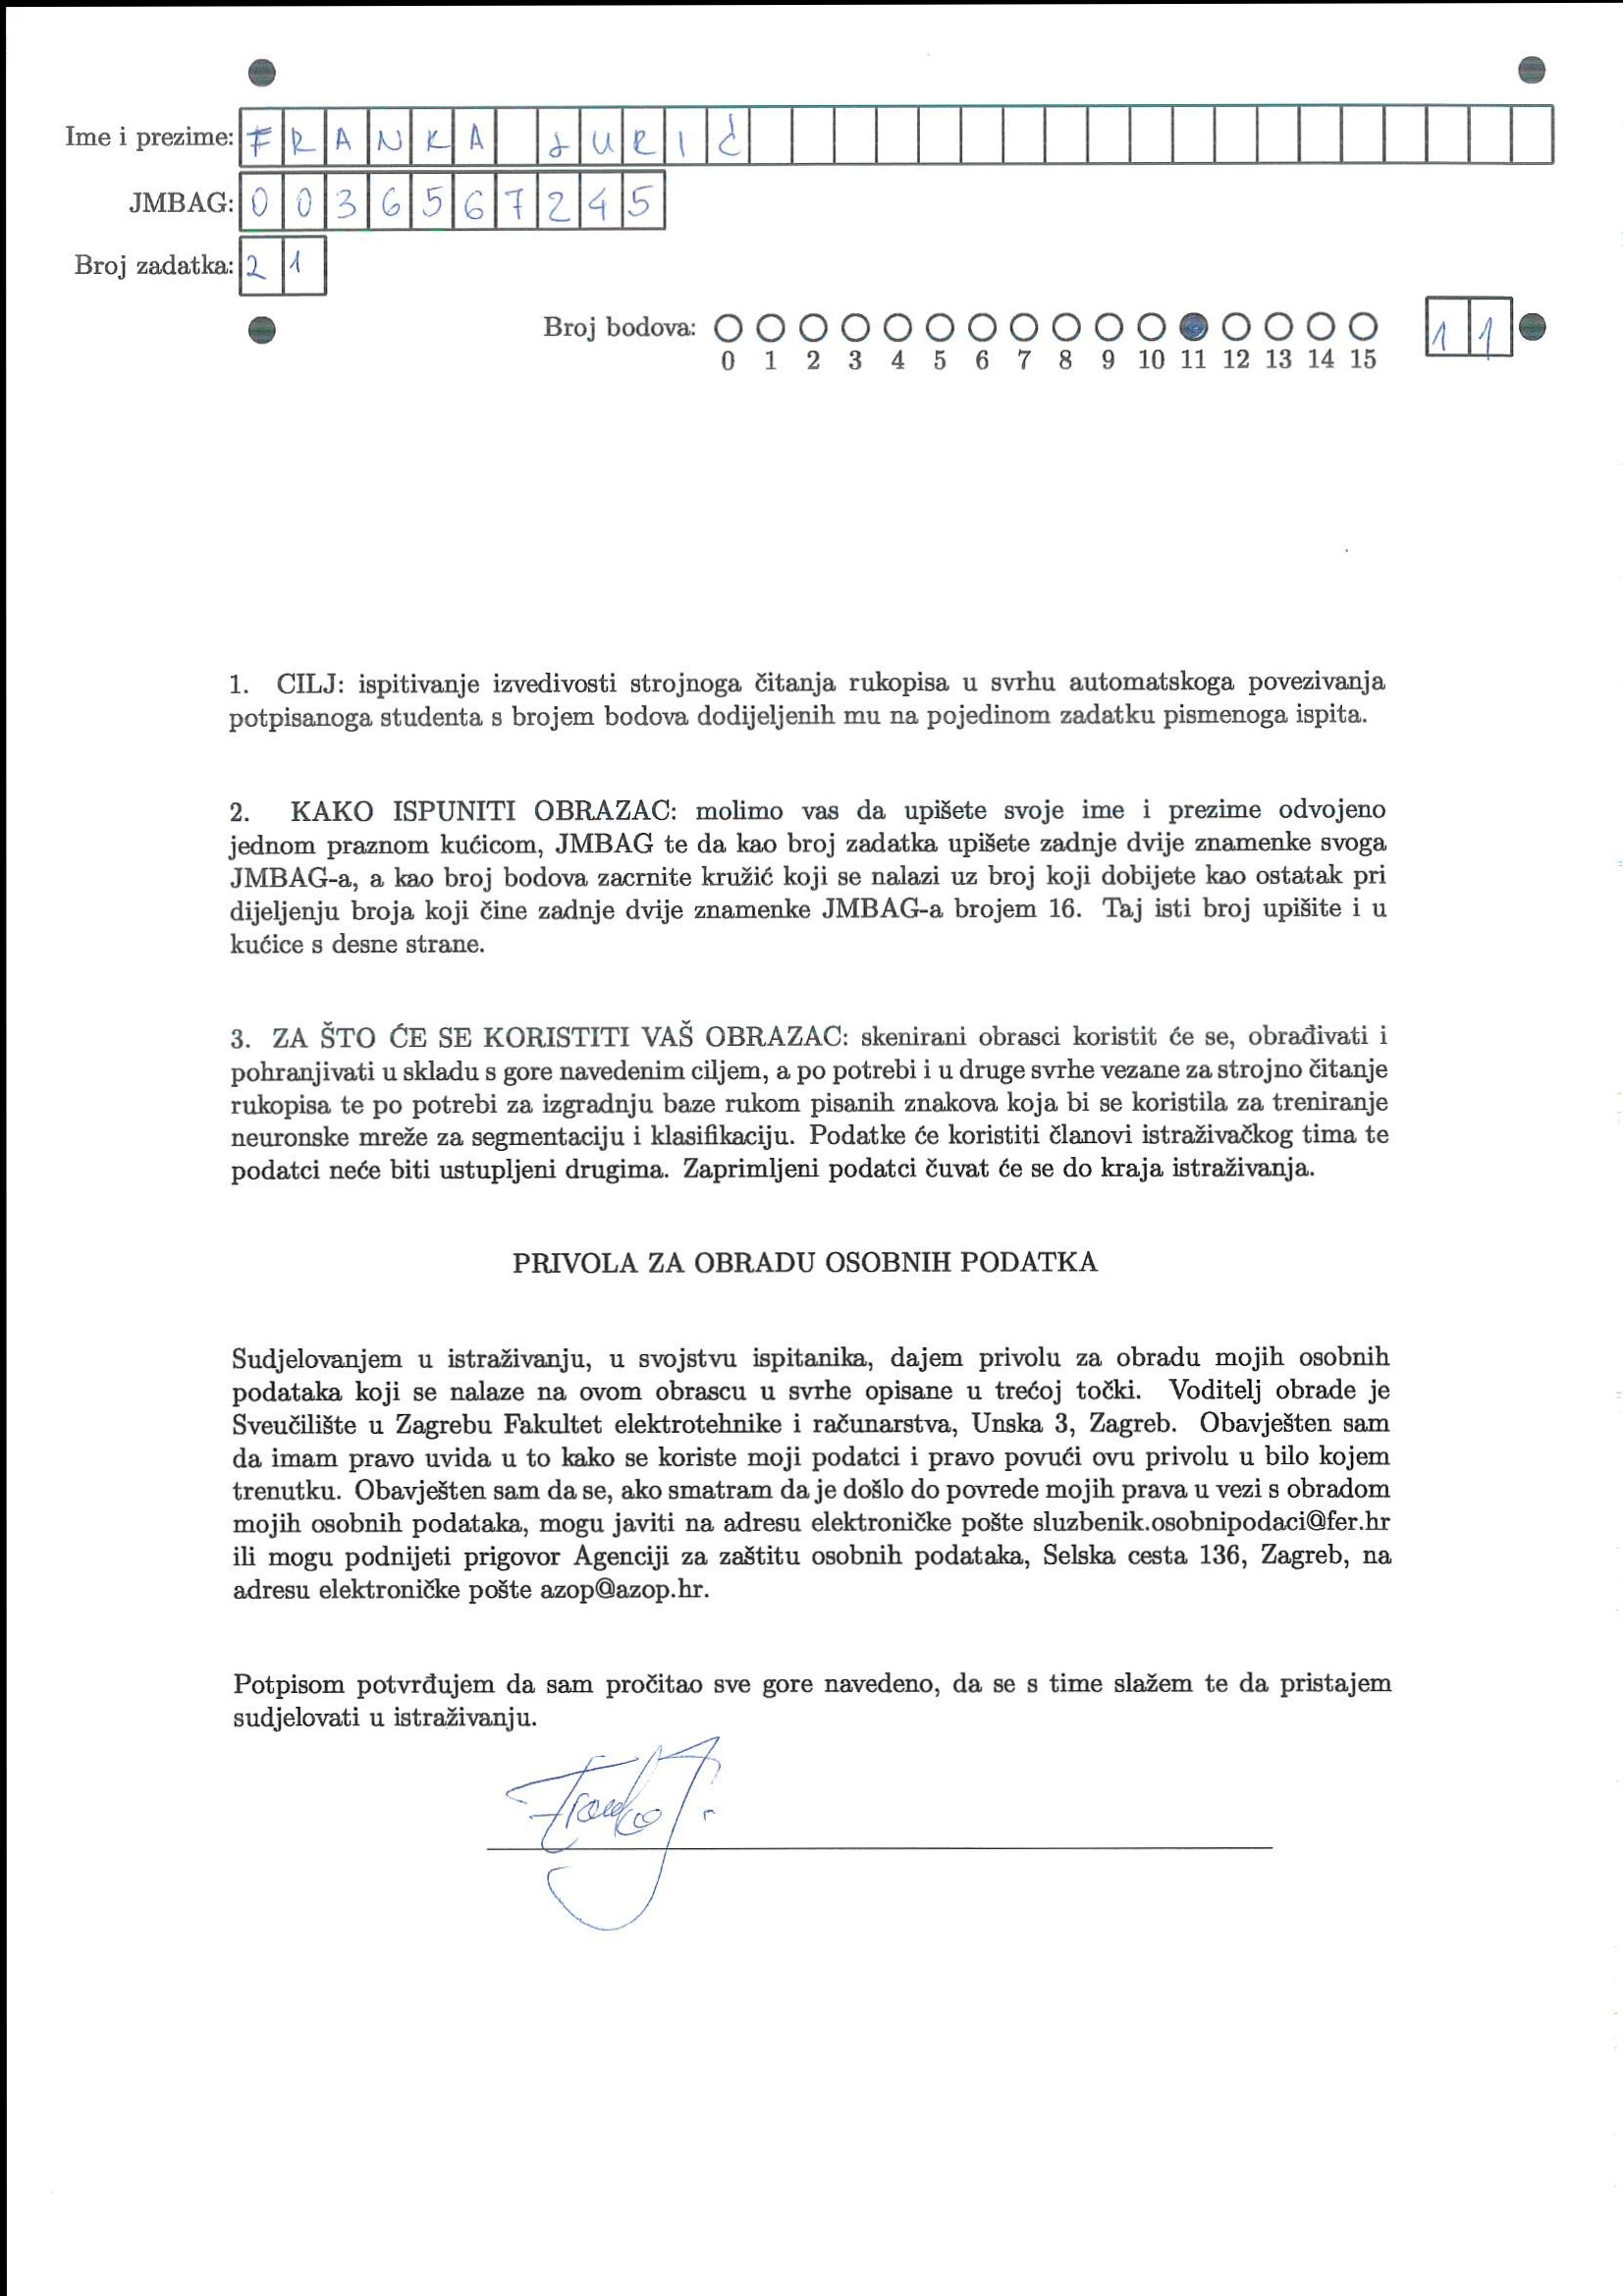 Ime i prezime: FRANKA JURIĆ
JMBAG: 0036567245
Broj zadatka: 21
Broj bodova: 11
0 1 2 3 4 5 6 7 8 9 10 11 12 13 14 15
1. CILJ: ispitivanje izvedivosti strojnoga čitanja rukopisa u svrhu automatskoga povezivanja
potpisanoga studenta s brojem bodova dodijeljenih mu na pojedinom zadatku pismenoga ispita.
2. KAKO ISPUNITI OBRAZAC: molimo vas da upišete svoje ime i prezime odvojeno
jednom praznom kućicom, JMBAG te da kao broj zadatka upišete zadnje dvije znamenke svoga
JMBAG-a, a kao broj bodova zacrnite kružić koji se nalazi uz broj koji dobijete kao ostatak pri
dijeljenju broja koji čine zadnje dvije znamenke JMBAG-a brojem 16. Taj isti broj upišite i u
kućice s desne strane.
3. ZA ŠTO ĆE SE KORISTITI VAŠ OBRAZAC: skenirani obrasci koristit će se, obrađivati i
pohranjivati u skladu s gore navedenim ciljem, a po potrebi i u druge svrhe vezane za strojno čitanje
rukopisa te po potrebi za izgradnju baze rukom pisanih znakova koja bi se koristila za treniranje
neuronske mreže za segmentaciju i klasifikaciju. Podatke će koristiti članovi istraživačkog tima te
podatci neće biti ustupljeni drugima. Zaprimljeni podatci čuvat će se do kraja istraživanja.
PRIVOLA ZA OBRADU OSOBNIH PODATKA
Sudjelovanjem u istraživanju, u svojstvu ispitanika, dajem privolu za obradu mojih osobnih
podataka koji se nalaze na ovom obrascu u svrhe opisane u trećoj točki. Voditelj obrade je
Sveučilište u Zagrebu Fakultet elektrotehnike i računarstva, Unska 3, Zagreb. Obavješten sam
da imam pravo uvida u to kako se koriste moji podatci i pravo povući ovu privolu u bilo kojem
trenutku. Obavješten sam da se, ako smatram da je došlo do povrede mojih prava u vezi s obradom
mojih osobnih podataka, mogu javiti na adresu elektroničke pošte sluzbenik.osobnipodaci@fer.hr
ili mogu podnijeti prigovor Agenciji za zaštitu osobnih podataka, Selska cesta 136, Zagreb, na
adresu elektroničke pošte azop@azop.hr.
Potpisom potvrđujem da sam pročitao sve gore navedeno, da se s time slažem te da pristajem
sudjelovati u istraživanju.